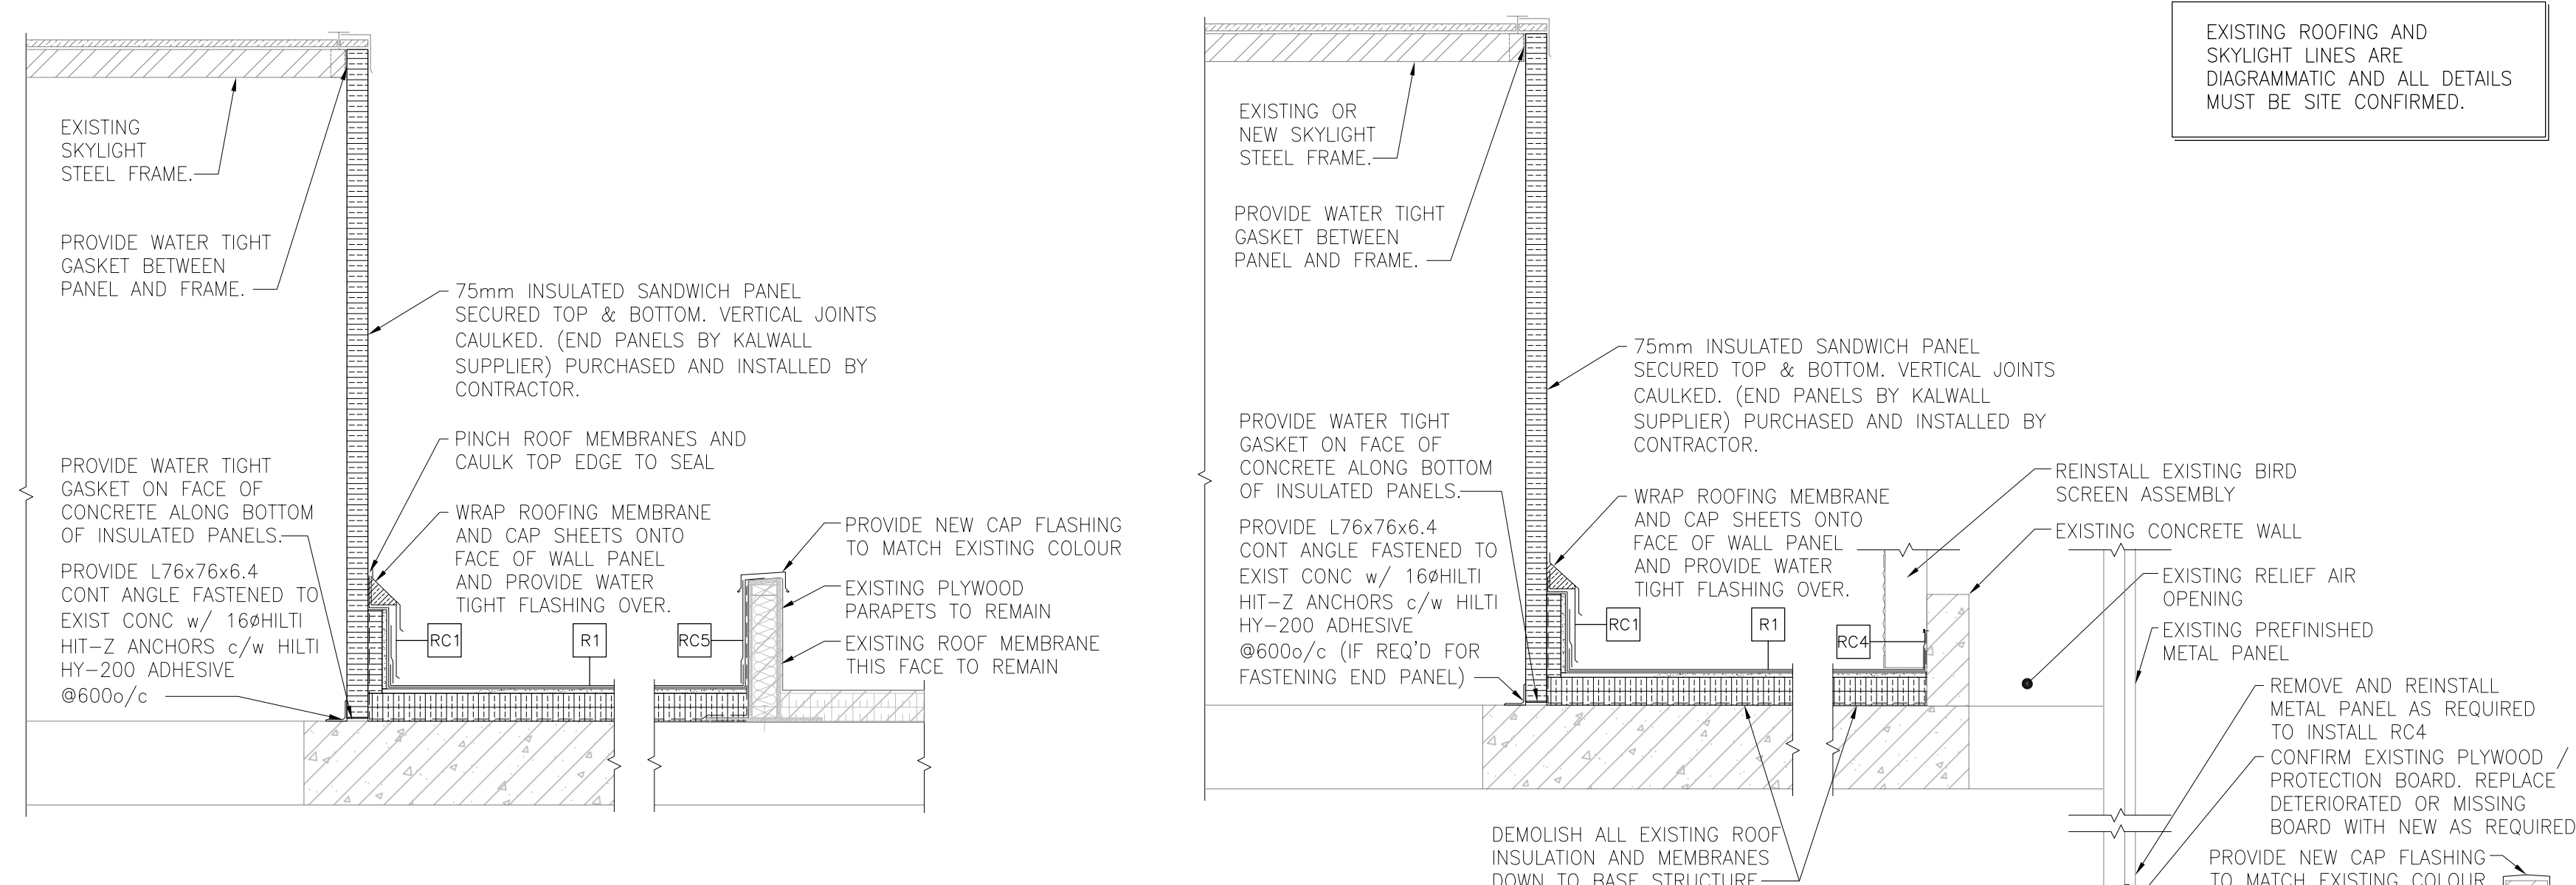 EXISTING ROOFING AND
SKYLIGHT LINES ARE
DIAGRAMMATIC AND ALL DETAILS
MUST BE SITE CONFIRMED.
EXISTING
SKYLIGHT
STEEL FRAME.
PROVIDE WATER TIGHT
GASKET BETWEEN
PANEL AND FRAME.
75mm INSULATED SANDWICH PANEL
SECURED TOP & BOTTOM. VERTICAL JOINTS
CAULKED. (END PANELS BY KALWALL
SUPPLIER) PURCHASED AND INSTALLED BY
CONTRACTOR.
PINCH ROOF MEMBRANES AND
CAULK TOP EDGE TO SEAL
PROVIDE WATER TIGHT
GASKET ON FACE OF
CONCRETE ALONG BOTTOM
OF INSULATED PANELS.
WRAP ROOFING MEMBRANE
AND CAP SHEETS ONTO
FACE OF WALL PANEL
AND PROVIDE WATER
TIGHT FLASHING OVER.
PROVIDE L76x76x6.4
CONT ANGLE FASTENED TO
EXIST CONC w/ 16øHILTI
HIT-Z ANCHORS c/w HILTI
HY-200 ADHESIVE
@600o/c
PROVIDE NEW CAP FLASHING
TO MATCH EXISTING COLOUR
EXISTING PLYWOOD
PARAPETS TO REMAIN
EXISTING ROOF MEMBRANE
THIS FACE TO REMAIN
RC1
R1
RC5
EXISTING OR
NEW SKYLIGHT
STEEL FRAME.
PROVIDE WATER TIGHT
GASKET BETWEEN
PANEL AND FRAME.
75mm INSULATED SANDWICH PANEL
SECURED TOP & BOTTOM. VERTICAL JOINTS
CAULKED. (END PANELS BY KALWALL
SUPPLIER) PURCHASED AND INSTALLED BY
CONTRACTOR.
PROVIDE WATER TIGHT
GASKET ON FACE OF
CONCRETE ALONG BOTTOM
OF INSULATED PANELS.
WRAP ROOFING MEMBRANE
AND CAP SHEETS ONTO
FACE OF WALL PANEL
AND PROVIDE WATER
TIGHT FLASHING OVER.
PROVIDE L76x76x6.4
CONT ANGLE FASTENED TO
EXIST CONC w/ 16øHILTI
HIT-Z ANCHORS c/w HILTI
HY-200 ADHESIVE
@600o/c (IF REQ'D FOR
FASTENING END PANEL)
RC1
R1
RC4
REINSTALL EXISTING BIRD
SCREEN ASSEMBLY
EXISTING CONCRETE WALL
EXISTING RELIEF AIR
OPENING
EXISTING PREFINISHED
METAL PANEL
REMOVE AND REINSTALL
METAL PANEL AS REQUIRED
TO INSTALL RC4
CONFIRM EXISTING PLYWOOD /
PROTECTION BOARD. REPLACE
DETERIORATED OR MISSING
BOARD WITH NEW AS REQUIRED
DEMOLISH ALL EXISTING ROOF
INSULATION AND MEMBRANES
DOWN TO BASE STRUCTURE
PROVIDE NEW CAP FLASHING
TO MATCH EXISTING COLOUR